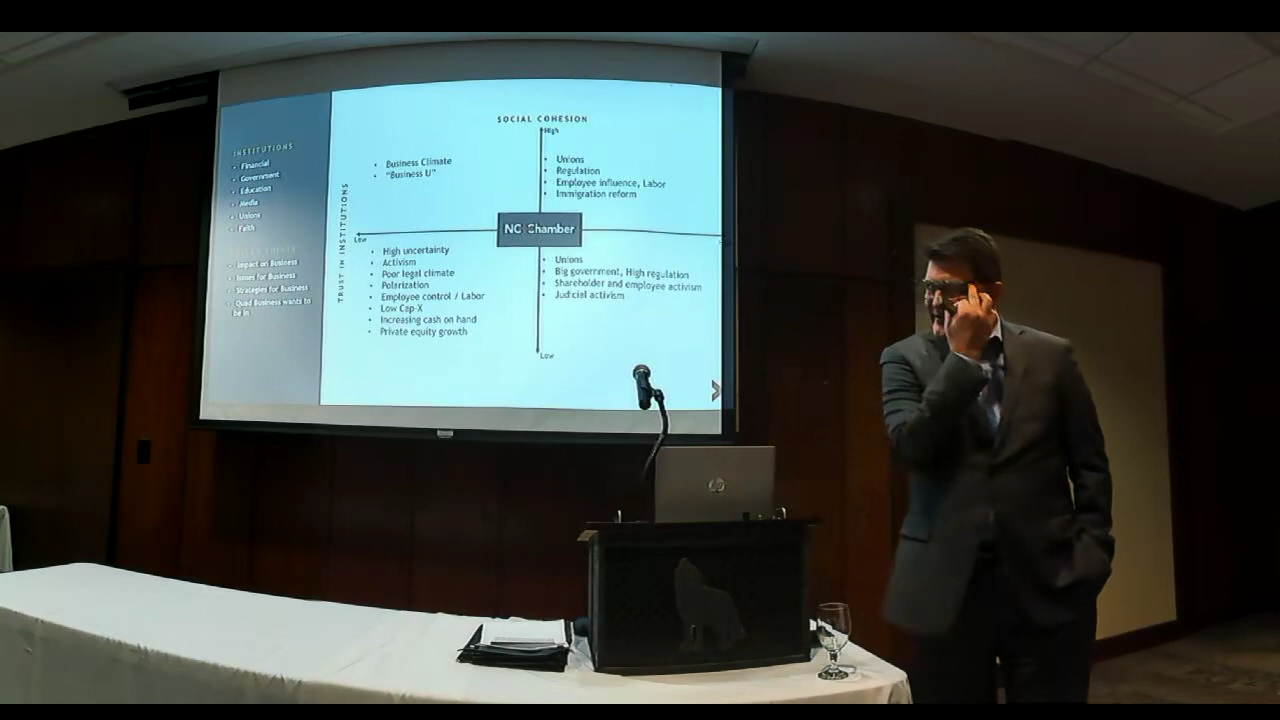 INSTITUTIONS
• Financial
• Government
• Education
• Media
• Unions
• Faith
• Impact on Business
• Issues for Business
• Strategies for Business
• Quad Business wants to
be in
SOCIAL COHESION
High
• Business Climate
• "Business U"
• Unions
• Regulation
• Employee influence, Labor
• Immigration reform
TRUST IN INSTITUTIONS
Low
NC Chamber
• High uncertainty
• Activism
• Poor legal climate
• Polarization
• Employee control / Labor
• Low Cap-X
• Increasing cash on hand
• Private equity growth
• Unions
• Big government, High regulation
• Shareholder and employee activism
• Judicial activism
Low
hp